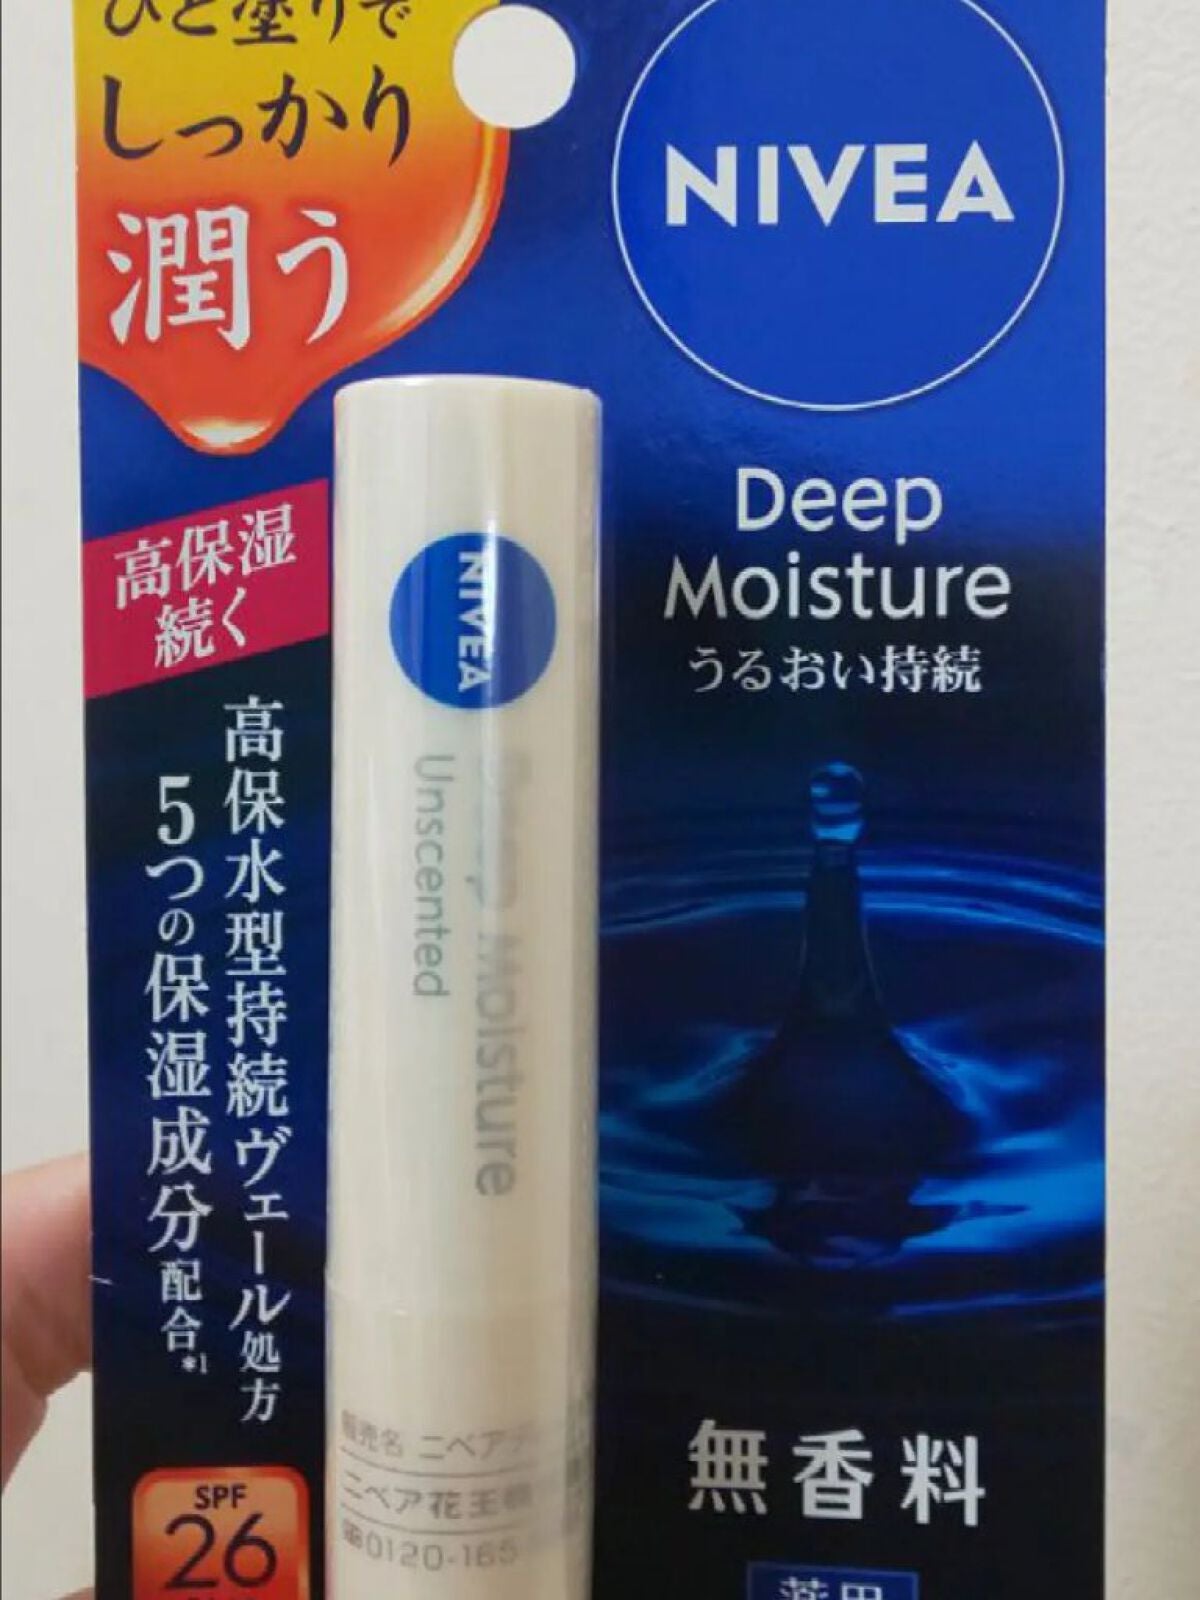 ひと塗りで
しっかり
潤う
NIVEA
Deep
Moisture
うるおい持続
高保湿
続く
高保水型持続ヴェール処方
5つの保湿成分配合*1
NIVEA
Deep Moisture
Unscented
販売名 ニベアデ
ニベア花王
0120-165
無香料
薬用
SPF
26